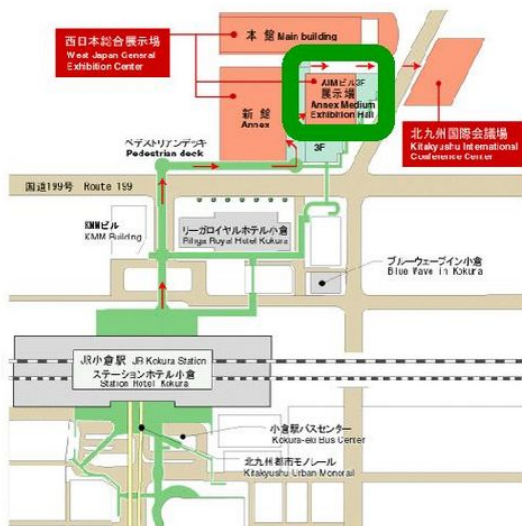 本 館 Main building
西日本総合展示場
West Japan General
Exhibition Center
AIMビル3F
展示場
Annex Medium
Exhibition Hall
新 館
Annex
北九州国際会議場
Kitakyushu International
Conference Center
ペデストリアンデッキ
Pedestrian deck
3F
国道199号 Route 199
KMMビル
KMM Building
リーガロイヤルホテル小倉
Rihga Royal Hotel Kokura
ブルーウェーブイン小倉
Blue Wave in Kokura
JR小倉駅 JR Kokura Station
ステーションホテル小倉
Station Hotel Kokura
小倉駅バスセンター
Kokura-eki Bus Center
北九州都市モノレール
Kitakyushu Urban Monorail